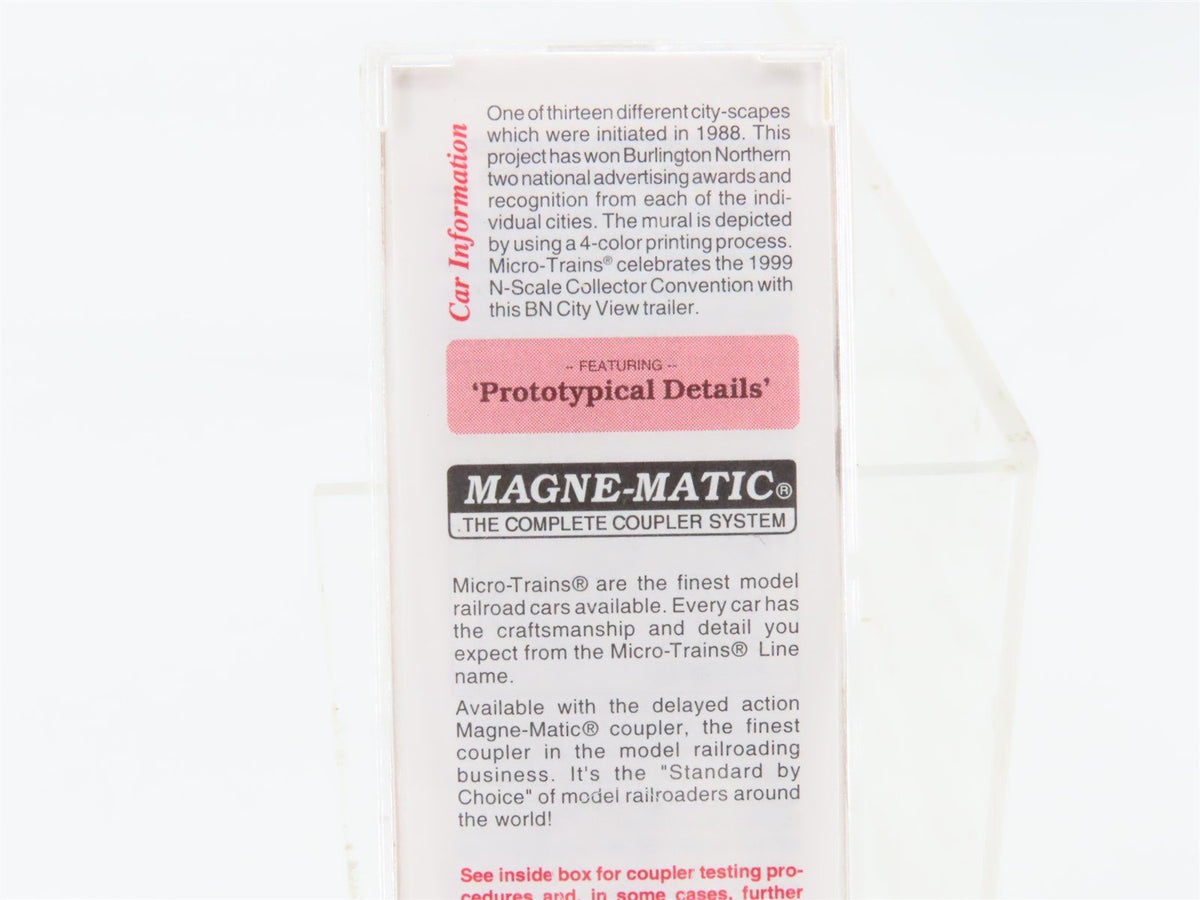 Car Information
One of thirteen different city-scapes
which were initiated in 1988. This
project has won Burlington Northern
two national advertising awards and
recognition from each of the indi-
vidual cities. The mural is depicted
by using a 4-color printing process.
Micro-Trains® celebrates the 1999
N-Scale Collector Convention with
this BN City View trailer.
-- FEATURING --
'Prototypical Details'
MAGNE-MATIC®
THE COMPLETE COUPLER SYSTEM
Micro-Trains® are the finest model
railroad cars available. Every car has
the craftsmanship and detail you
expect from the Micro-Trains® Line
name.
Available with the delayed action
Magne-Matic® coupler, the finest
coupler in the model railroading
business. It's the "Standard by
Choice" of model railroaders around
the world!
See inside box for coupler testing pro-
cedures and, in some cases, further